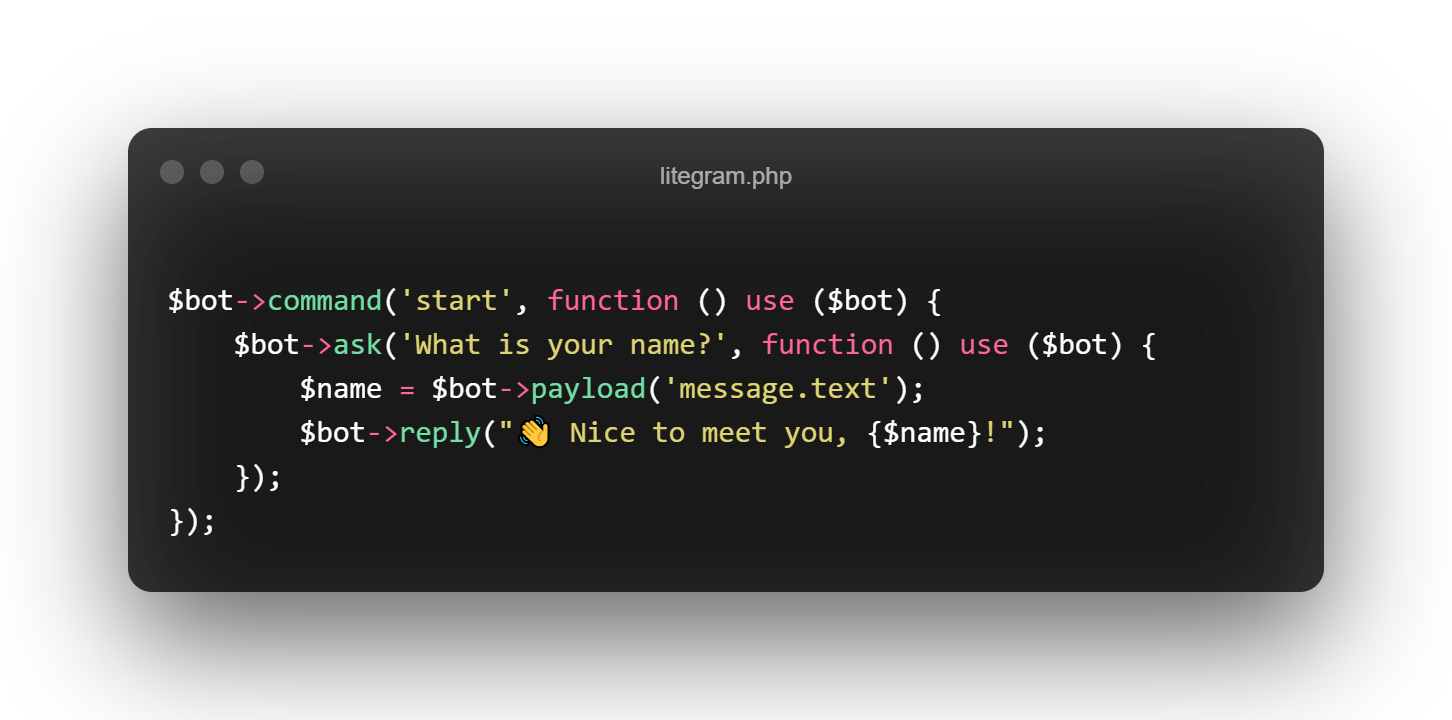 litegram.php
$bot->command('start', function () use ($bot) {
    $bot->ask('What is your name?', function () use ($bot) {
        $name = $bot->payload('message.text');
        $bot->reply("👋 Nice to meet you, {$name}!");
    });
});